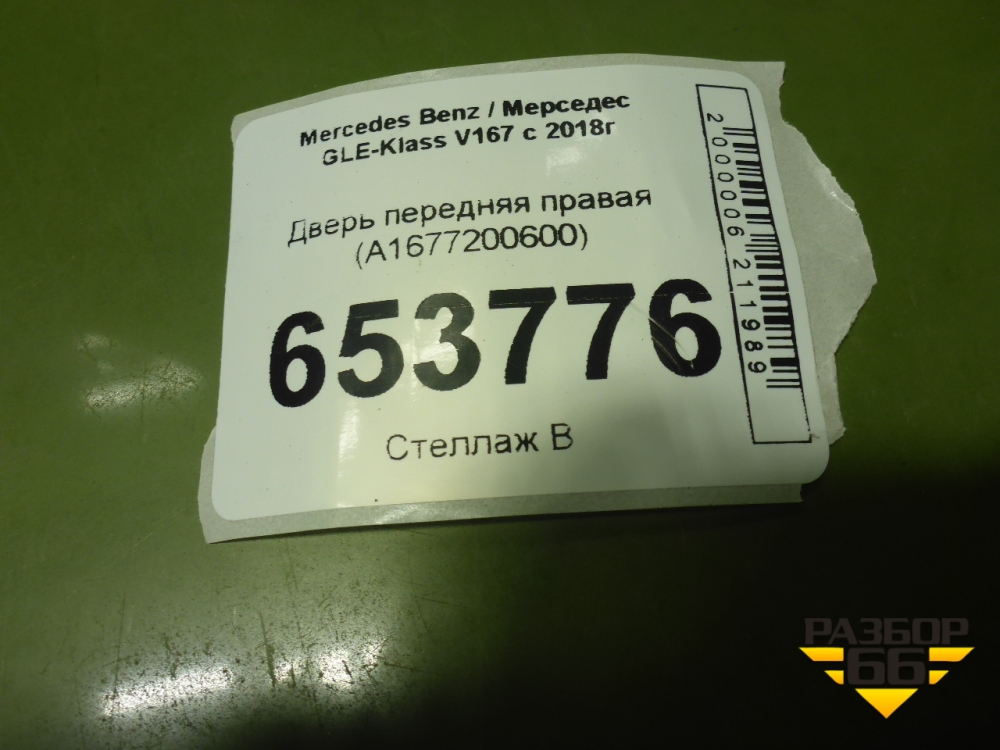 Mercedes Benz / Мерседес
GLE-Klass V167 с 2018г
Дверь передняя правая
(A1677200600)
653776
Стеллаж В
2000006211989
РАЗБОР
66